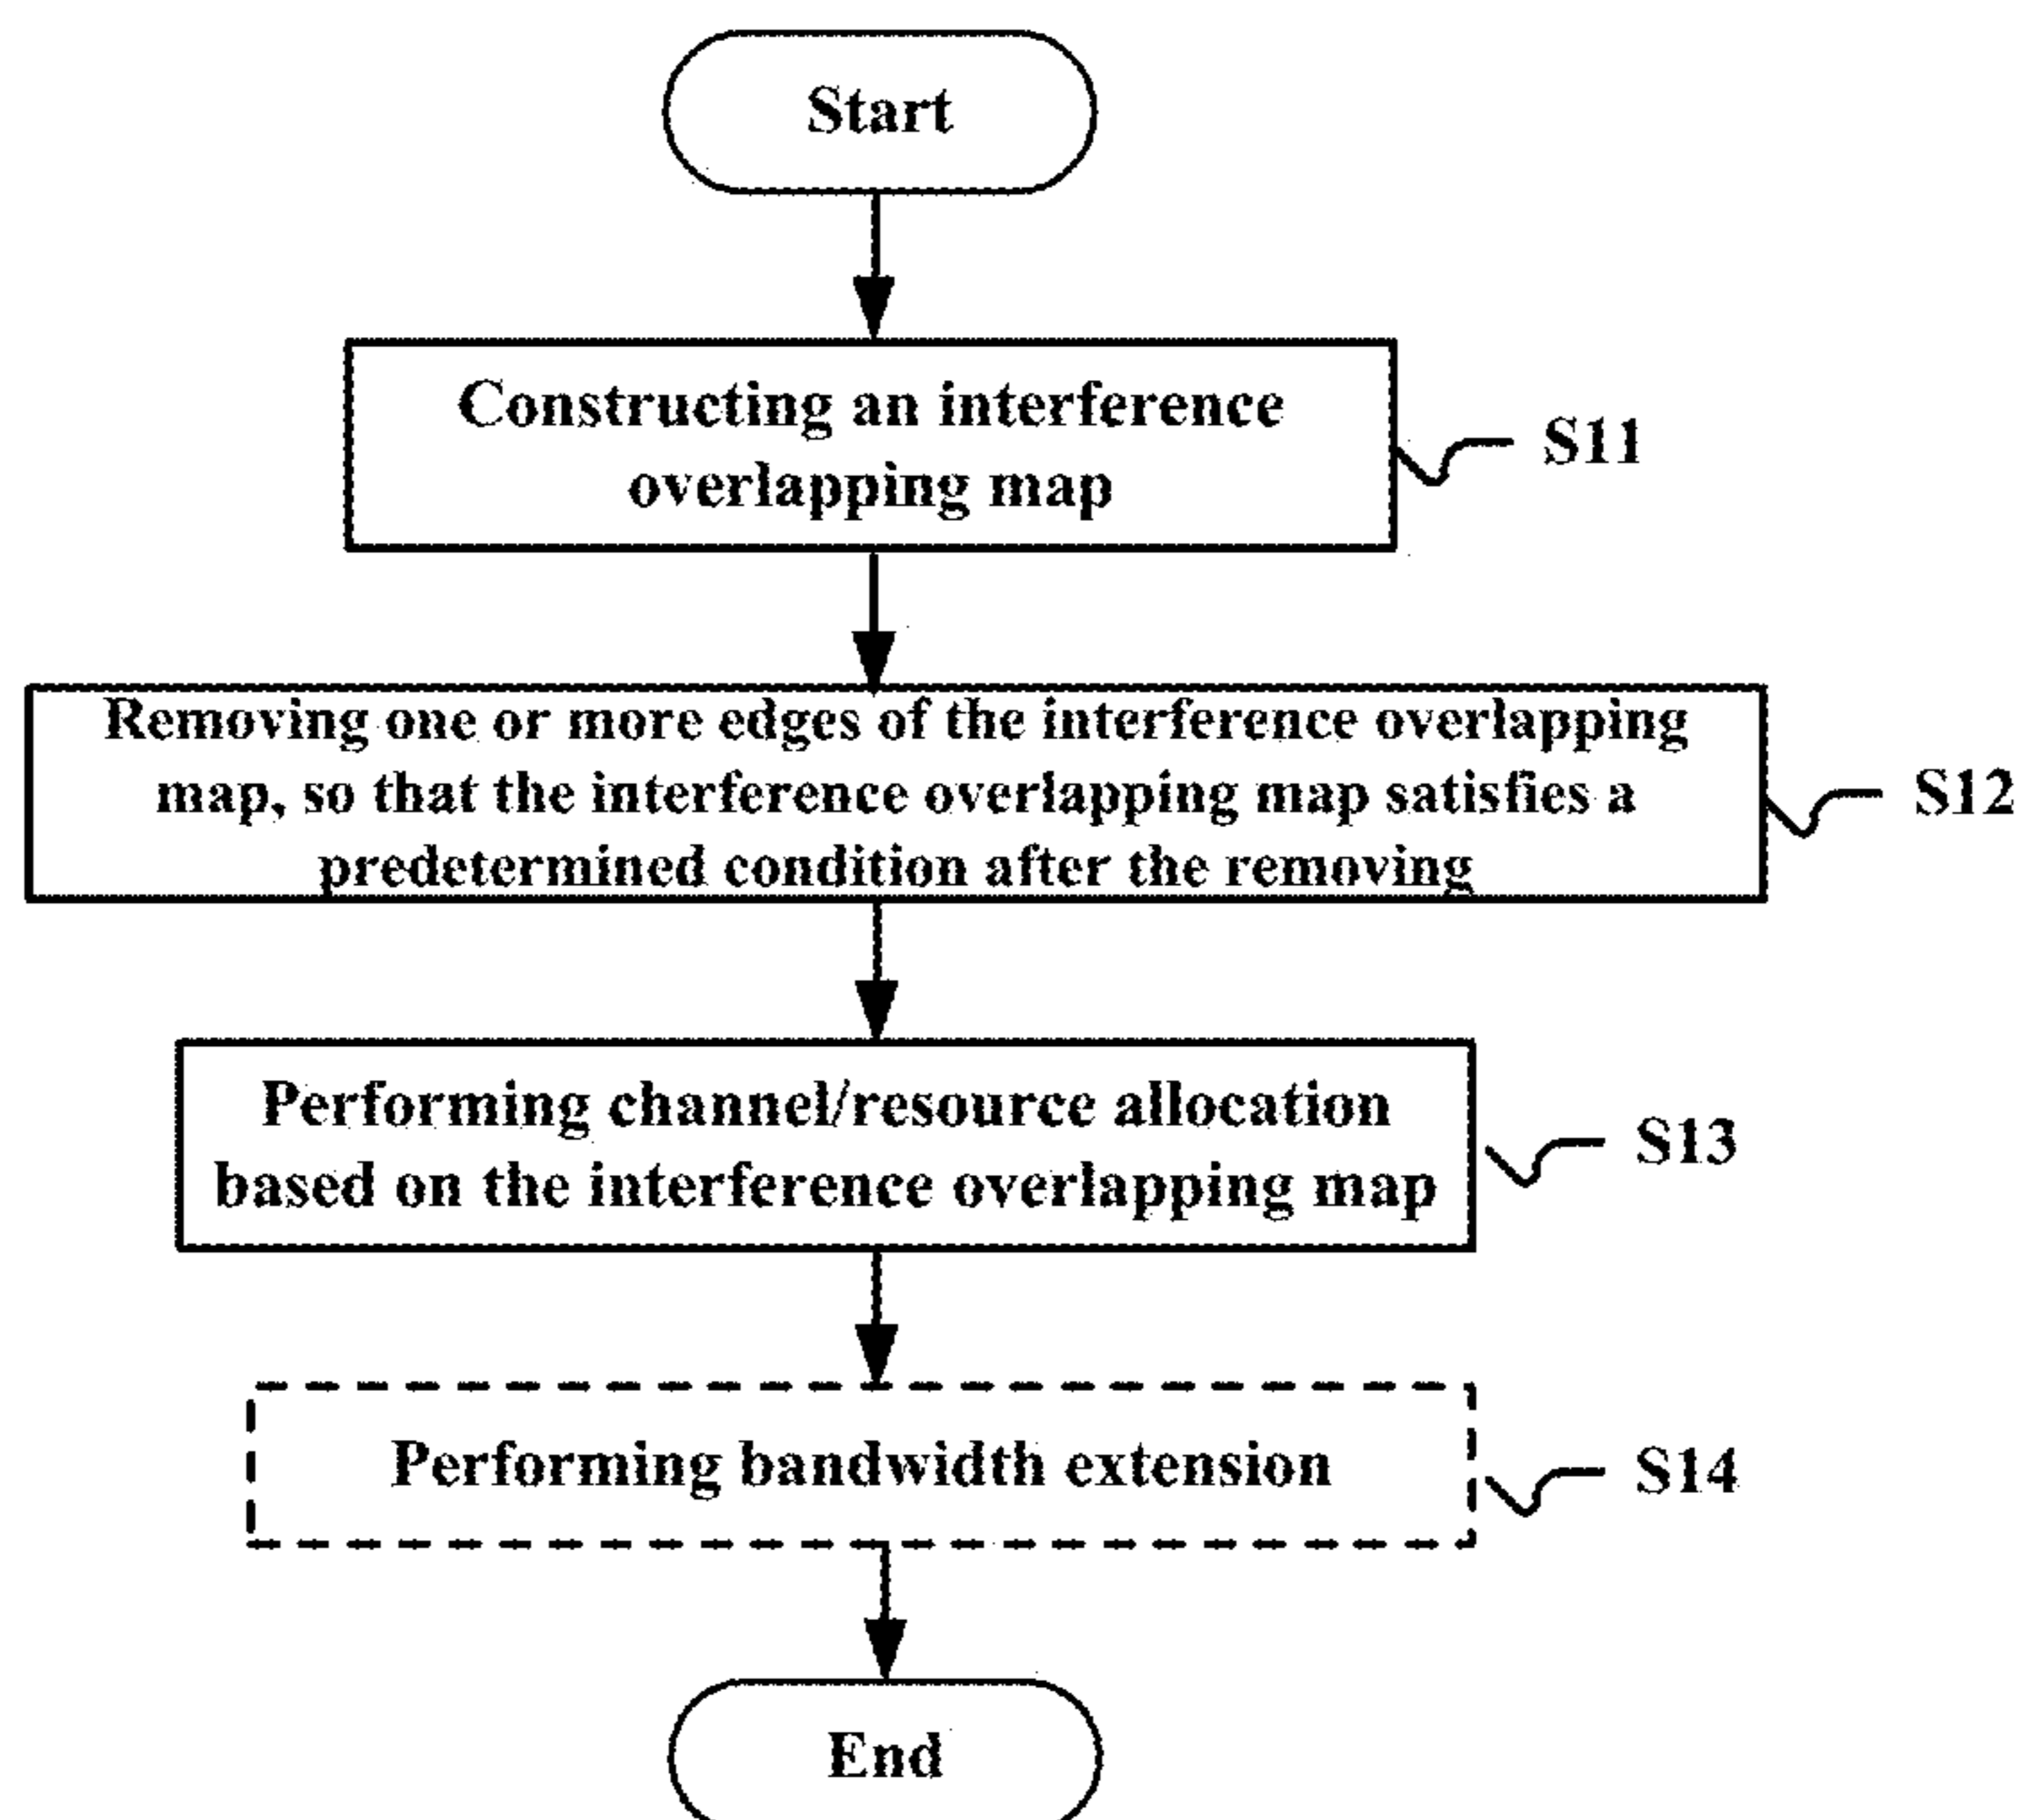 Start
Constructing an interference
overlapping map
S11
Removing one or more edges of the interference overlapping
map, so that the interference overlapping map satisfies a
predetermined condition after the removing
S12
Performing channel/resource allocation
based on the interference overlapping map
S13
Performing bandwidth extension
S14
End